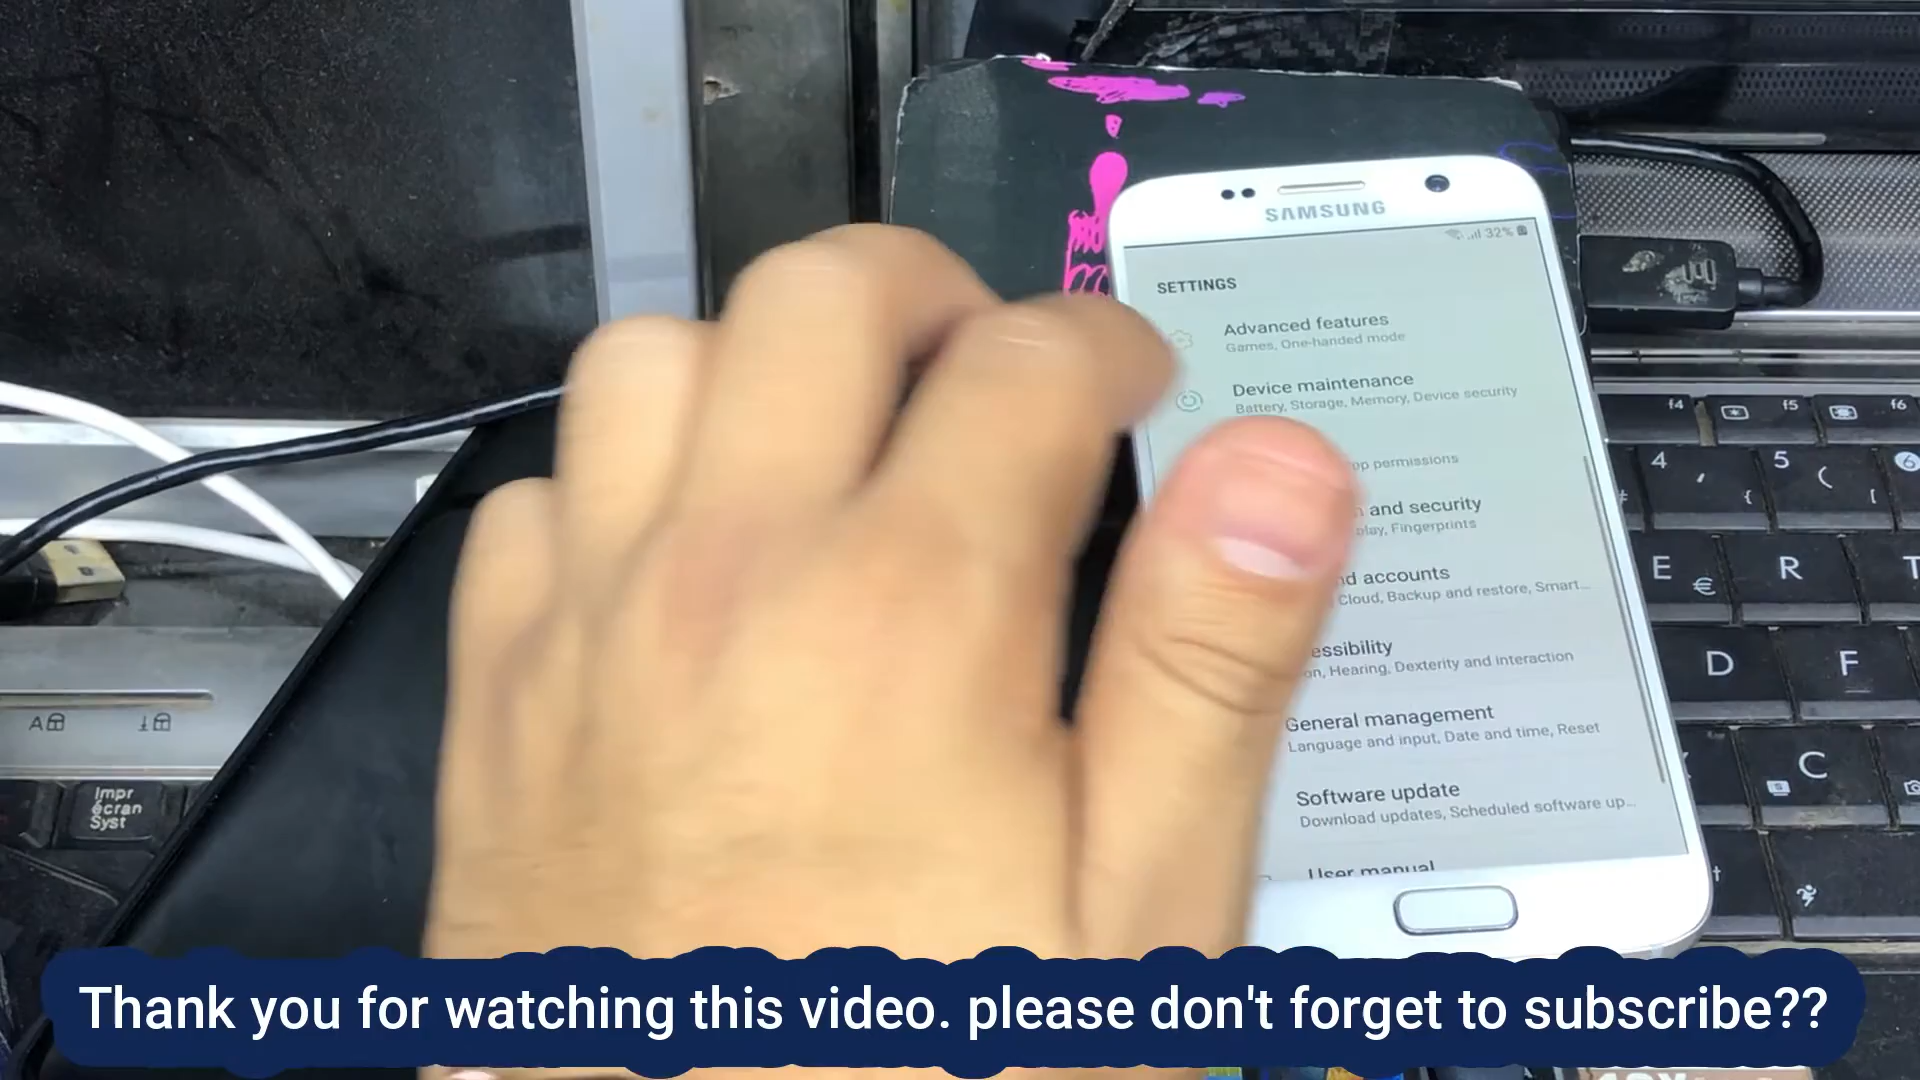 SAMSUNG
32%
SETTINGS
Advanced features
Games, One-handed mode
Device maintenance
Battery, Storage, Memory, Device security
permissions
and security
Fingerprints
accounts
Cloud, Backup and restore, Smart...
Hearing, Dexterity and interaction
General management
Language and input, Date and time, Reset
Software update
Download updates, Scheduled software up...
User manual
f4
f5
f6
4
'
{
5
(
[
6
E
€
R
T
D
F
C
A
Impr
écran
Syst
Thank you for watching this video. please don't forget to subscribe??